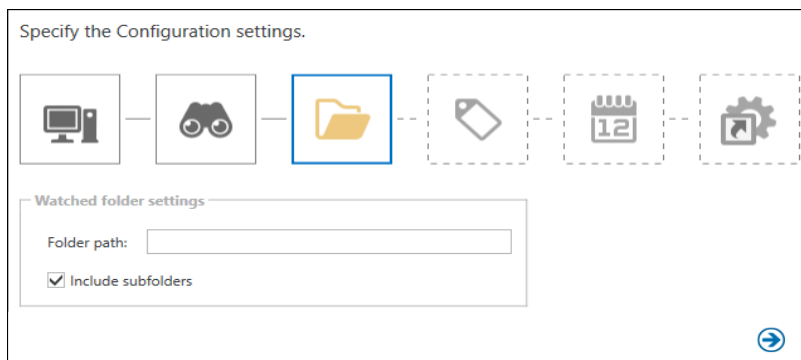 Specify the Configuration settings.
12
Watched folder settings
Folder path:
Include subfolders